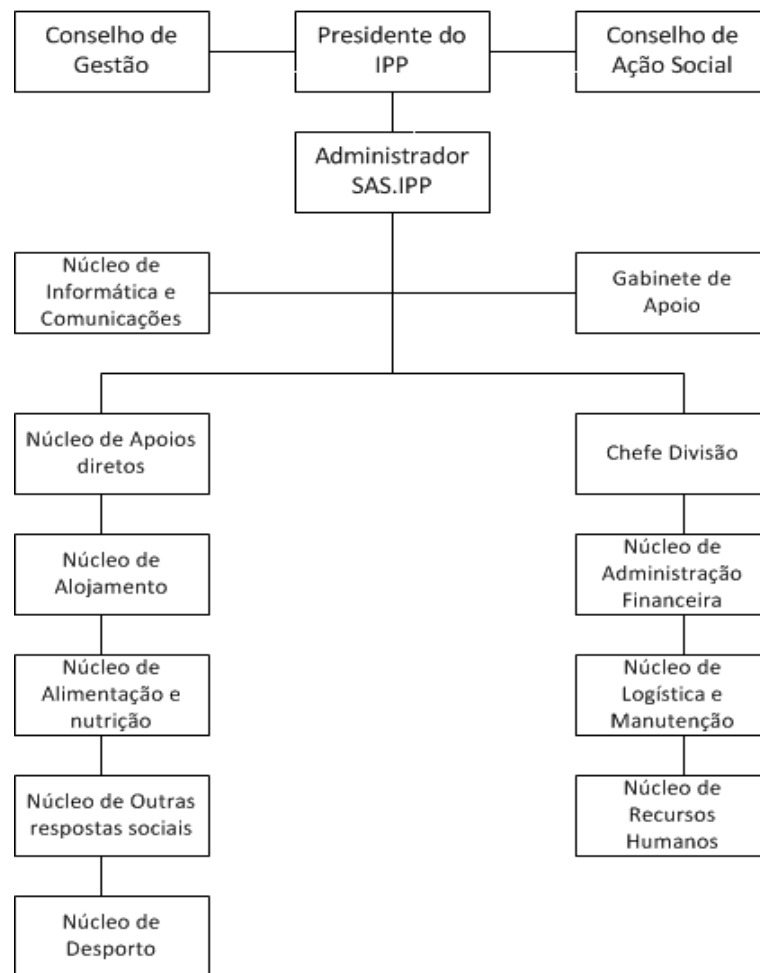 Conselho de
Gestão
Presidente do
IPP
Conselho de
Ação Social
Administrador
SAS.IPP
Núcleo de
Informática e
Comunicações
Gabinete de
Apoio
Núcleo de Apoios
diretos
Chefe Divisão
Núcleo de
Alojamento
Núcleo de
Administração
Financeira
Núcleo de
Alimentação e
nutrição
Núcleo de
Logística e
Manutenção
Núcleo de Outras
respostas sociais
Núcleo de
Recursos
Humanos
Núcleo de
Desporto